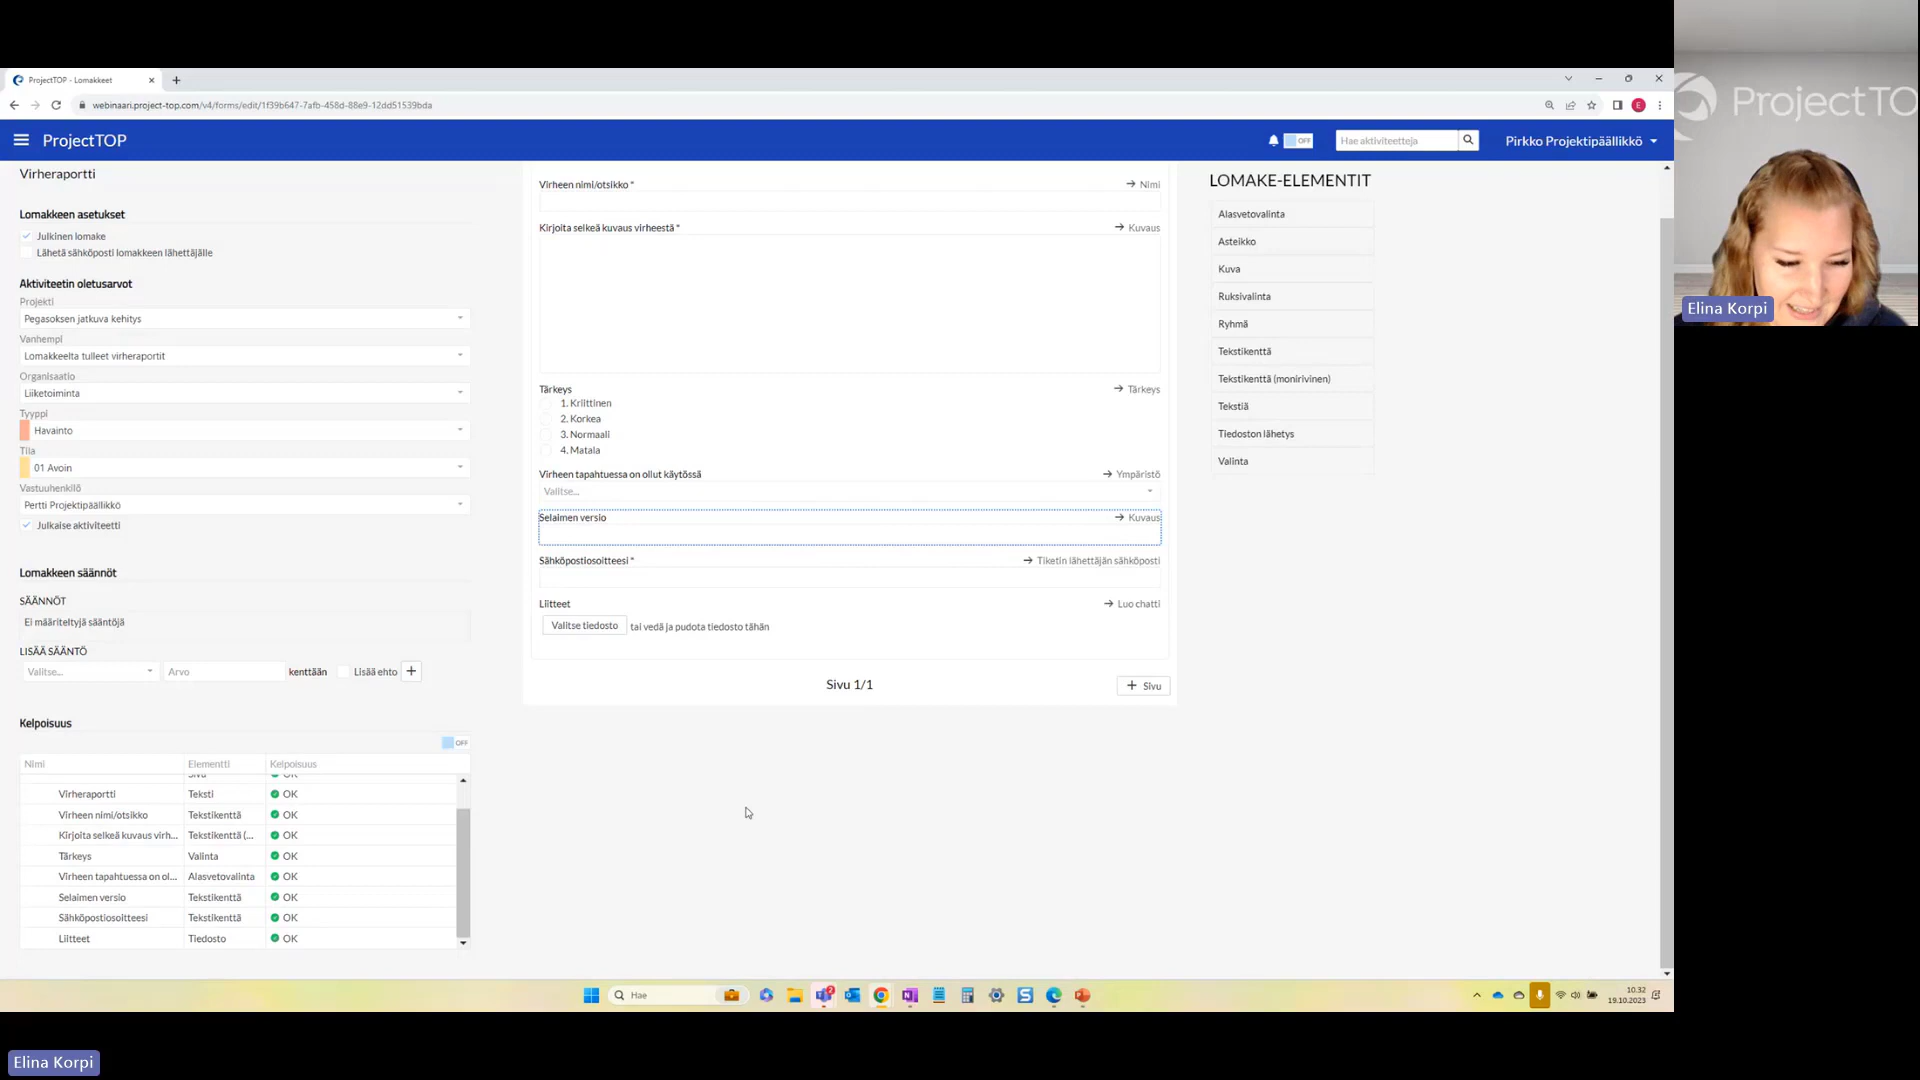 ProjectTOP - Lomakkeet
webinaari.project-top.com/v4/forms/edit/1f39b647-7afb-458d-88e9-12dd51539bda
E
ProjectTOP
OFF
Hae aktiviteetteja
Pirkko Projektipäällikkö
ProjectTO
Elina Korpi
Virheraportti
Lomakkeen asetukset
Julkinen lomake
Lähetä sähköposti lomakkeen lähettäjälle
Aktiviteetin oletusarvot
Projekti
Pegasoksen jatkuva kehitys
Vanhempi
Lomakkeelta tulleet virheraportit
Organisaatio
Liiketoiminta
Tyyppi
Havainto
Tila
01 Avoin
Vastuuhenkilö
Pertti Projektipäällikkö
Julkaise aktiviteetti
Lomakkeen säännöt
SÄÄNNÖT
Ei määriteltyjä sääntöjä
LISÄÄ SÄÄNTÖ
Valitse... Arvo kenttään Lisää ehto +
Kelpoisuus
OFF
Nimi Elementti Kelpoisuus
Sivu OK
Virheraportti Teksti OK
Virheen nimi/otsikko Tekstikenttä OK
Kirjoita selkeä kuvaus virh... Tekstikenttä (... OK
Tärkeys Valinta OK
Virheen tapahtuessa on ol... Alasvetovalinta OK
Selaimen versio Tekstikenttä OK
Sähköpostiosoitteesi Tekstikenttä OK
Liitteet Tiedosto OK
Virheen nimi/otsikko * → Nimi
Kirjoita selkeä kuvaus virheestä * → Kuvaus
Tärkeys → Tärkeys
1. Kriittinen
2. Korkea
3. Normaali
4. Matala
Virheen tapahtuessa on ollut käytössä → Ympäristö
Valitse...
Selaimen versio → Kuvaus
Sähköpostiosoitteesi * → Tiketin lähettäjän sähköposti
Liitteet → Luo chatti
Valitse tiedosto tai vedä ja pudota tiedosto tähän
Sivu 1/1
+ Sivu
LOMAKE-ELEMENTIT
Alasvetovalinta
Asteikko
Kuva
Ruksivalinta
Ryhmä
Tekstikenttä
Tekstikenttä (monirivinen)
Tekstiä
Tiedoston lähetys
Valinta
Hae
2
N
S
10.32
19.10.2023
Elina Korpi